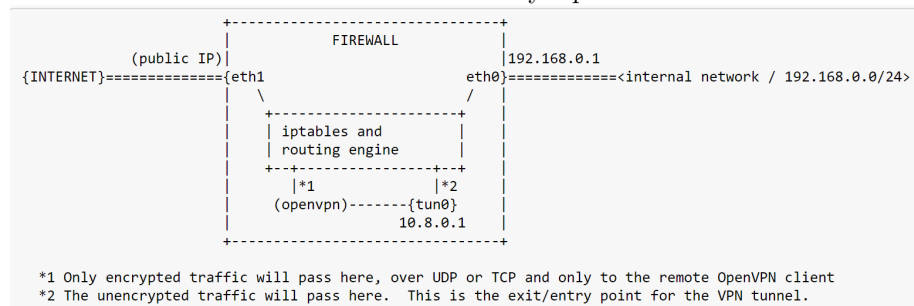 FIREWALL
(public IP)| |192.168.0.1
{INTERNET}=============={eth1 eth0}=============<internal network / 192.168.0.0/24>
| \ / |
+----------------------+
| iptables and |
| routing engine |
+--+----------------+--+
|*1 |*2
(openvpn)-------{tun0}
10.8.0.1
*1 Only encrypted traffic will pass here, over UDP or TCP and only to the remote OpenVPN client
*2 The unencrypted traffic will pass here.  This is the exit/entry point for the VPN tunnel.